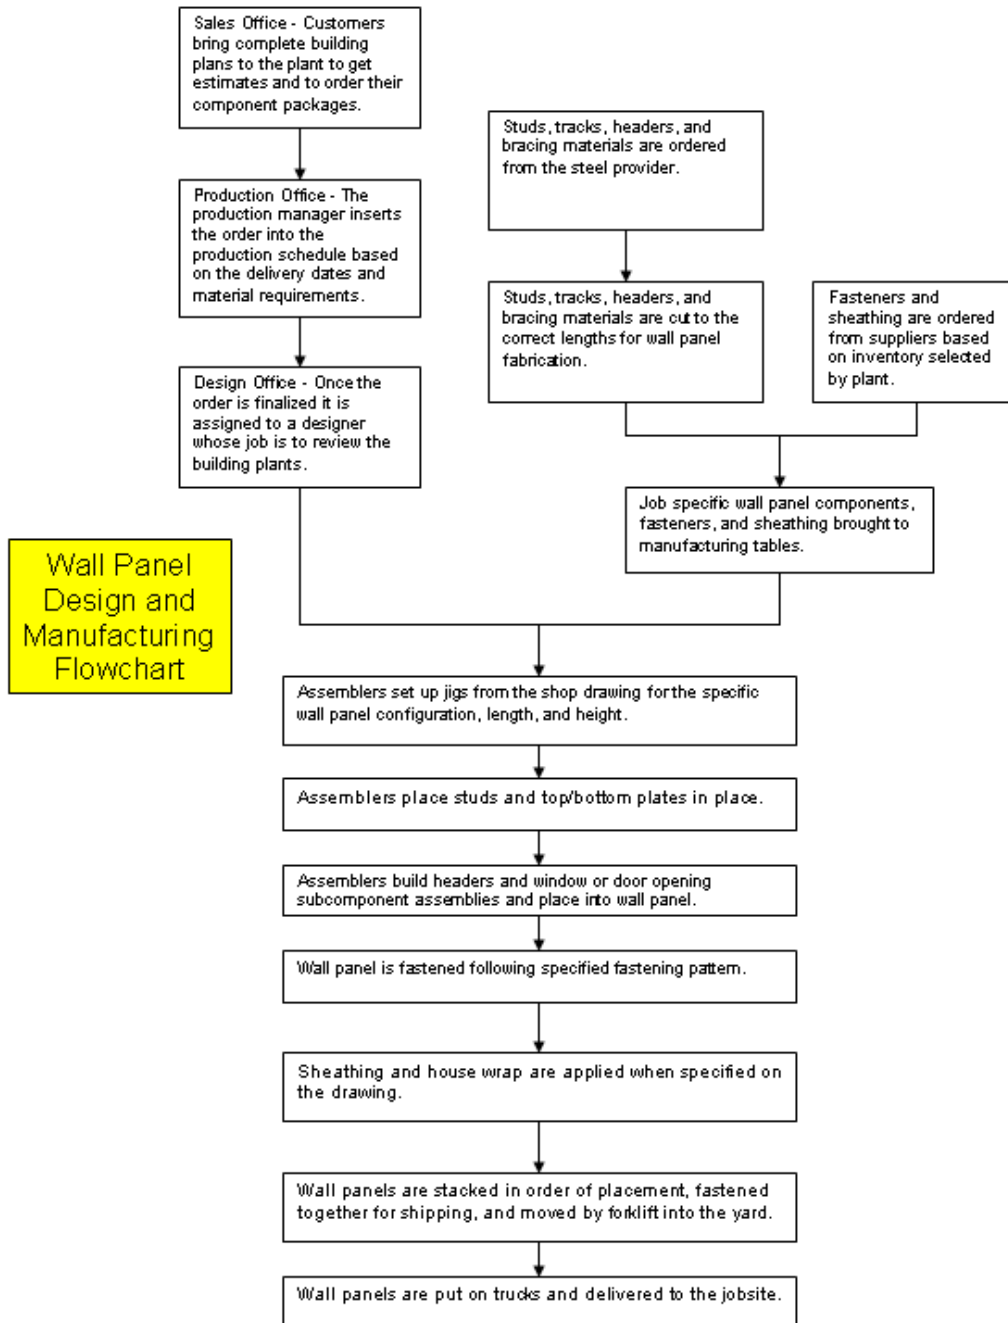 Sales Office - Customers
bring complete building
plans to the plant to get
estimates and to order their
component packages.
Studs, tracks, headers, and
bracing materials are ordered
from the steel provider.
Production Office - The
production manager inserts
the order into the
production schedule based
on the delivery dates and
material requirements.
Studs, tracks, headers, and
bracing materials are cut to the
correct lengths for wall panel
fabrication.
Fasteners and
sheathing are ordered
from suppliers based
on inventory selected
by plant.
Design Office - Once the
order is finalized it is
assigned to a designer
whose job is to review the
building plants.
Job specific wall panel components,
fasteners, and sheathing brought to
manufacturing tables.
Wall Panel
Design and
Manufacturing
Flowchart
Assemblers set up jigs from the shop drawing for the specific
wall panel configuration, length, and height.
Assemblers place studs and top/bottom plates in place.
Assemblers build headers and window or door opening
subcomponent assemblies and place into wall panel.
Wall panel is fastened following specified fastening pattern.
Sheathing and house wrap are applied when specified on
the drawing.
Wall panels are stacked in order of placement, fastened
together for shipping, and moved by forklift into the yard.
Wall panels are put on trucks and delivered to the jobsite.